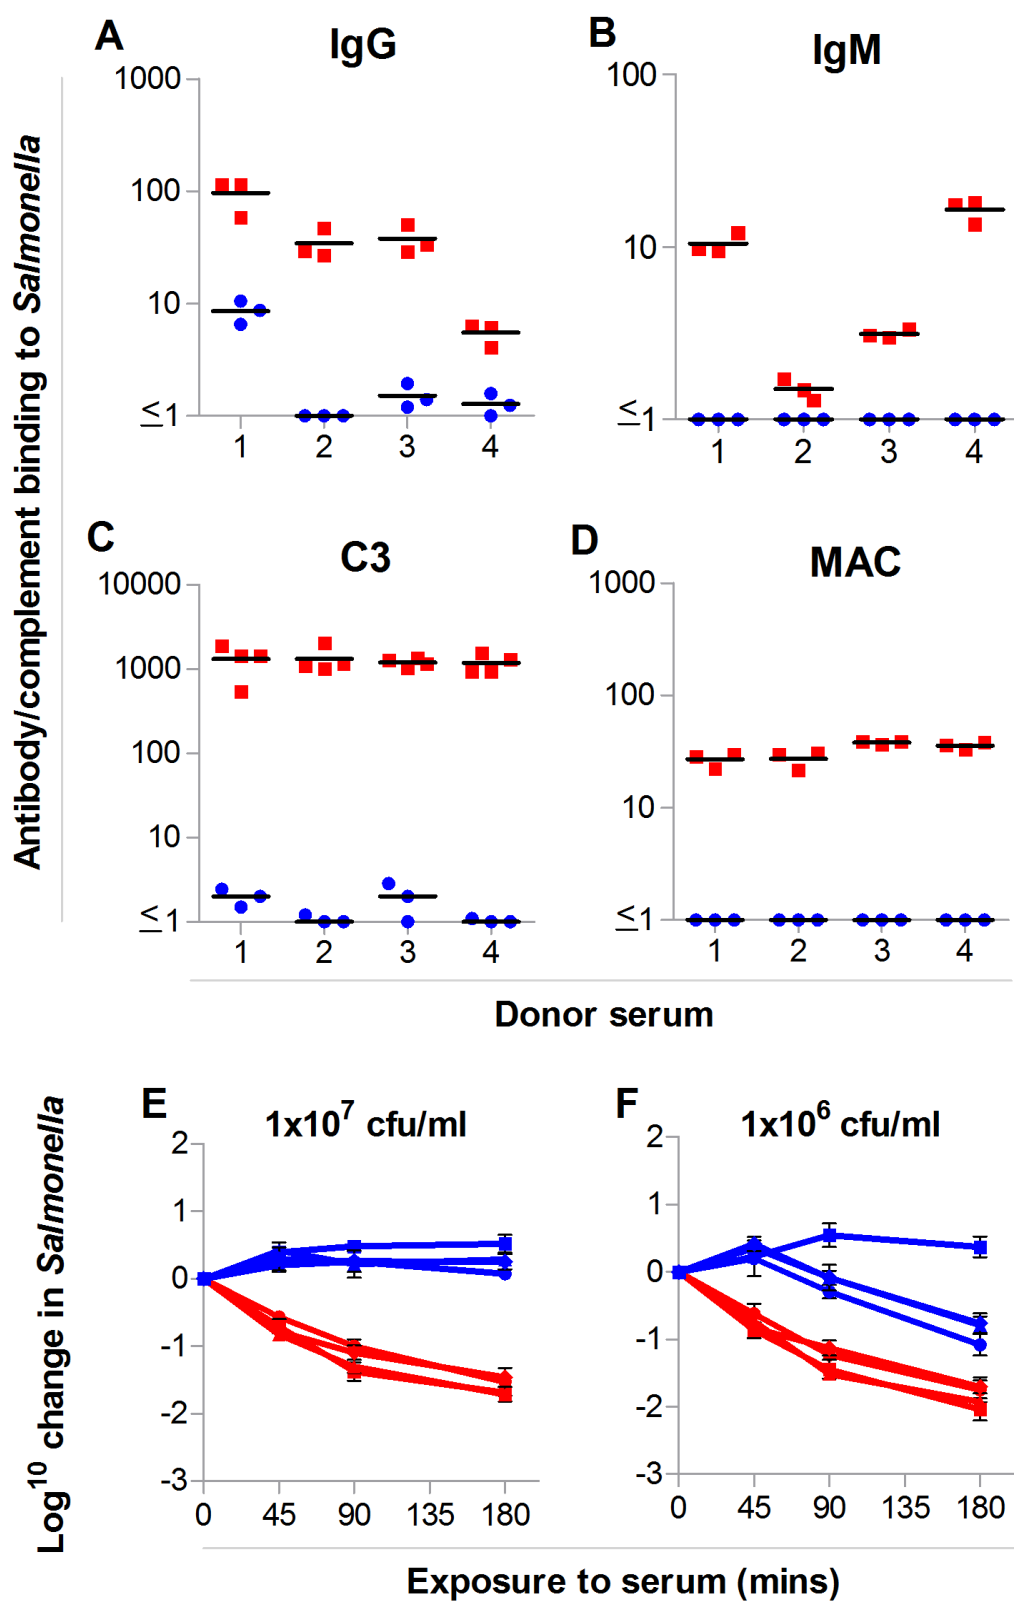 Antibody/complement binding to Salmonella
A
IgG
1000
100
10
≤ 1
1 2 3 4
B
IgM
100
10
≤ 1
1 2 3 4
C
C3
10000
1000
100
10
≤ 1
1 2 3 4
D
MAC
1000
100
10
≤ 1
1 2 3 4
Donor serum
Log¹⁰ change in Salmonella
E
1x10⁷ cfu/ml
2
1
0
-1
-2
-3
0 45 90 135 180
F
1x10⁶ cfu/ml
2
1
0
-1
-2
-3
0 45 90 135 180
Exposure to serum (mins)